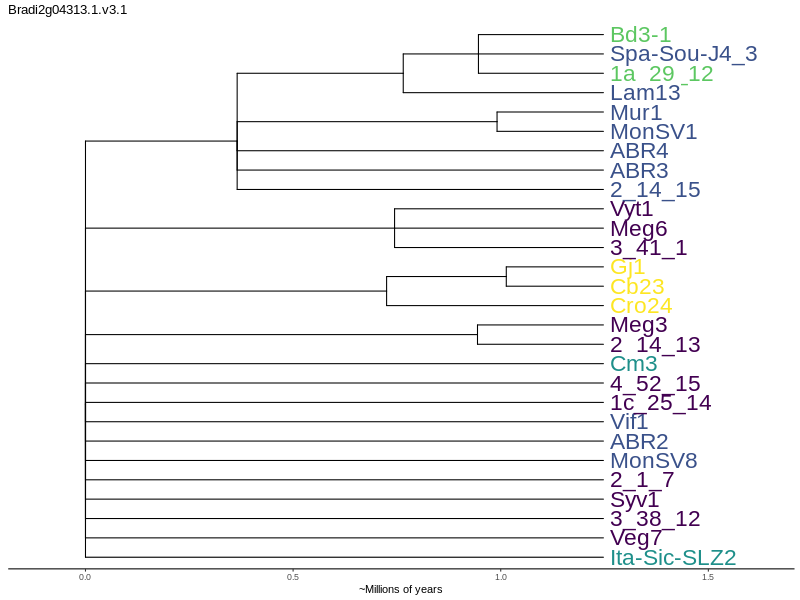 Bradi2g04313.1.v3.1
Bd3-1
Spa-Sou-J4_3
1a_29_12
Lam13
Mur1
MonSV1
ABR4
ABR3
2_14_15
Vyt1
Meg6
3_41_1
Gj1
Cb23
Cro24
Meg3
2_14_13
Cm3
4_52_15
1c_25_14
Vif1
ABR2
MonSV8
2_1_7
Syv1
3_38_12
Veg7
Ita-Sic-SLZ2
0.0 0.5 1.0 1.5
~Millions of years